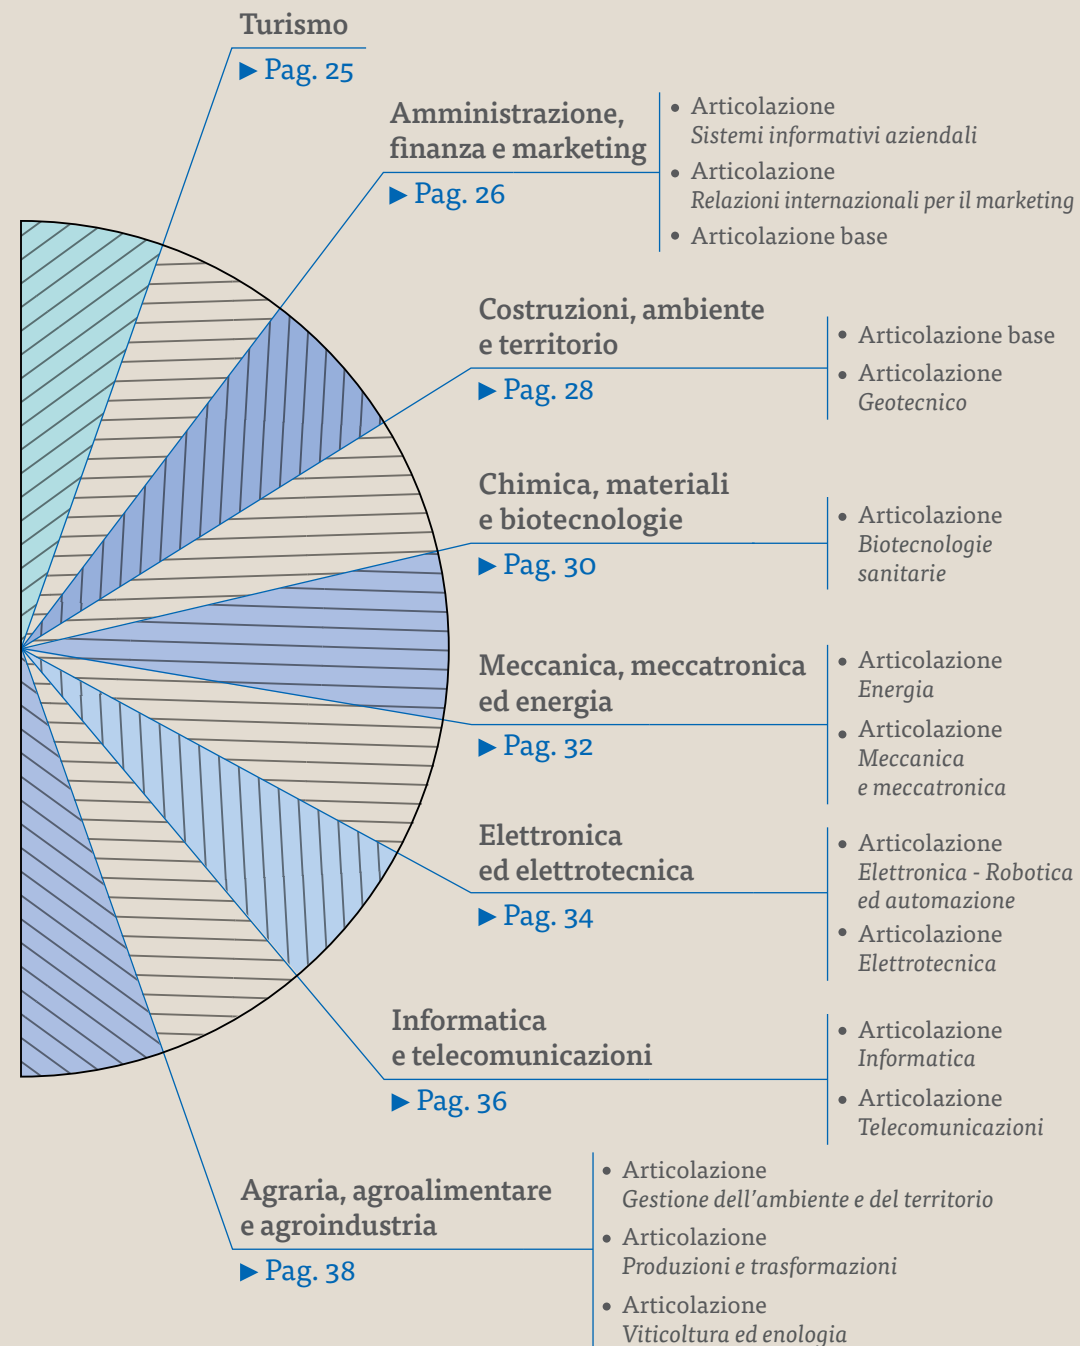 Turismo
▶ Pag. 25
Amministrazione,
finanza e marketing
▶ Pag. 26
• Articolazione
Sistemi informativi aziendali
• Articolazione
Relazioni internazionali per il marketing
• Articolazione base
Costruzioni, ambiente
e territorio
▶ Pag. 28
• Articolazione base
• Articolazione
Geotecnico
Chimica, materiali
e biotecnologie
▶ Pag. 30
• Articolazione
Biotecnologie
sanitarie
Meccanica, meccatronica
ed energia
▶ Pag. 32
• Articolazione
Energia
• Articolazione
Meccanica
e meccatronica
Elettronica
ed elettrotecnica
▶ Pag. 34
• Articolazione
Elettronica - Robotica
ed automazione
• Articolazione
Elettrotecnica
Informatica
e telecomunicazioni
▶ Pag. 36
• Articolazione
Informatica
• Articolazione
Telecomunicazioni
Agraria, agroalimentare
e agroindustria
▶ Pag. 38
• Articolazione
Gestione dell'ambiente e del territorio
• Articolazione
Produzioni e trasformazioni
• Articolazione
Viticoltura ed enologia